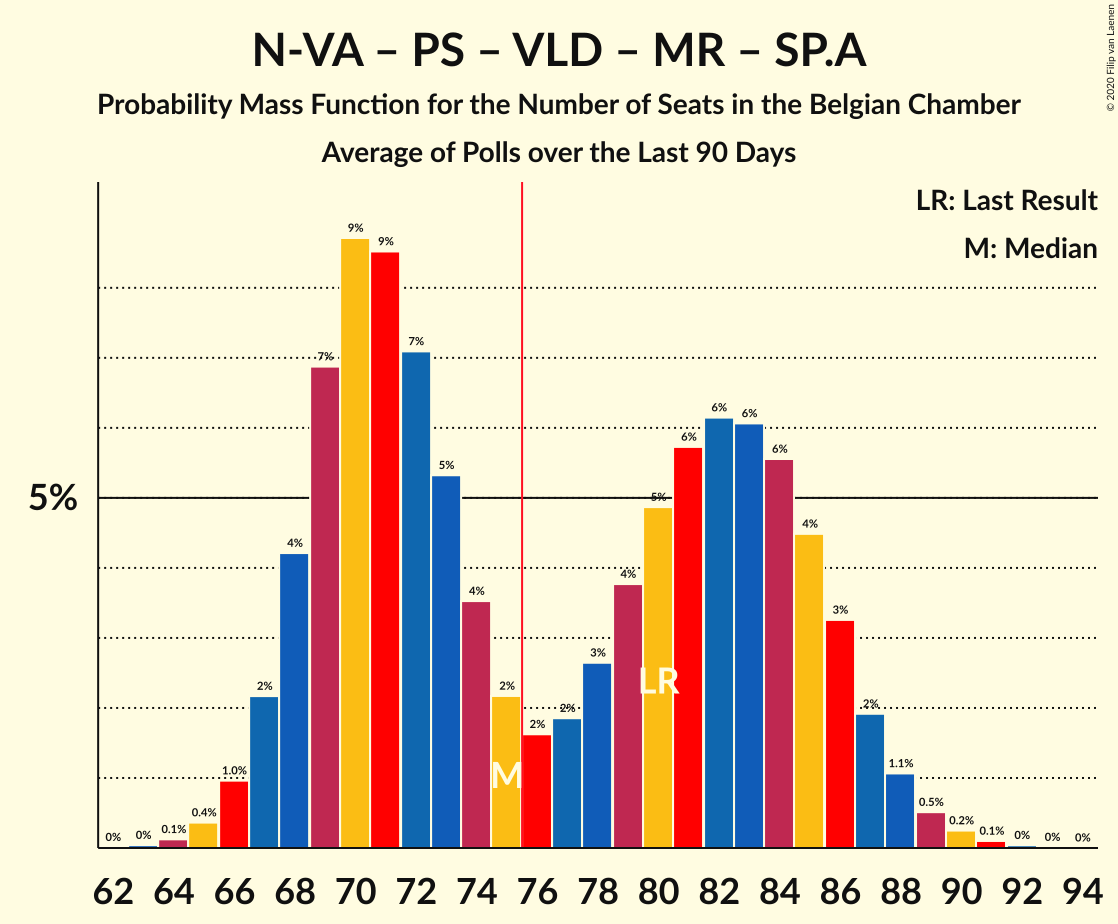 N-VA – PS – VLD – MR – SP.A
Probability Mass Function for the Number of Seats in the Belgian Chamber
Average of Polls over the Last 90 Days
© 2020 Filip van Laenen
LR: Last Result
M: Median
5%
0% 0% 0.1% 0.4% 1.0% 2% 4% 7% 9% 9% 7% 5% 4% 2% 2% 2% 3% 4% 5% 6% 6% 6% 6% 4% 3% 2% 1.1% 0.5% 0.2% 0.1% 0% 0% 0%
LR
M
62 64 66 68 70 72 74 76 78 80 82 84 86 88 90 92 94